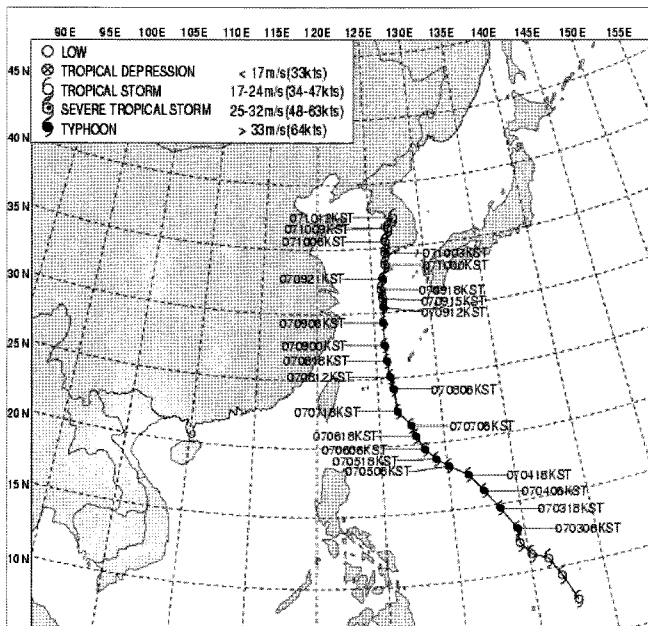 90E 95E 100E 105E 110E 115E 120E 125E 130E 135E 140E 145E 150E 155E
LOW
TROPICAL DEPRESSION < 17m/s(33kts)
TROPICAL STORM 17-24m/s(34-47kts)
SEVERE TROPICAL STORM 25-32m/s(48-63kts)
TYPHOON > 33m/s(64kts)
45N
40N
35N
30N
25N
20N
15N
10N
071012KST
071009KST
071006KST
071003KST
071000KST
070921KST
070918KST
070915KST
070912KST
070906KST
070900KST
070818KST
070812KST
070806KST
070718KST
070706KST
070618KST
070606KST
070518KST
070506KST
070418KST
070406KST
070318KST
070306KST